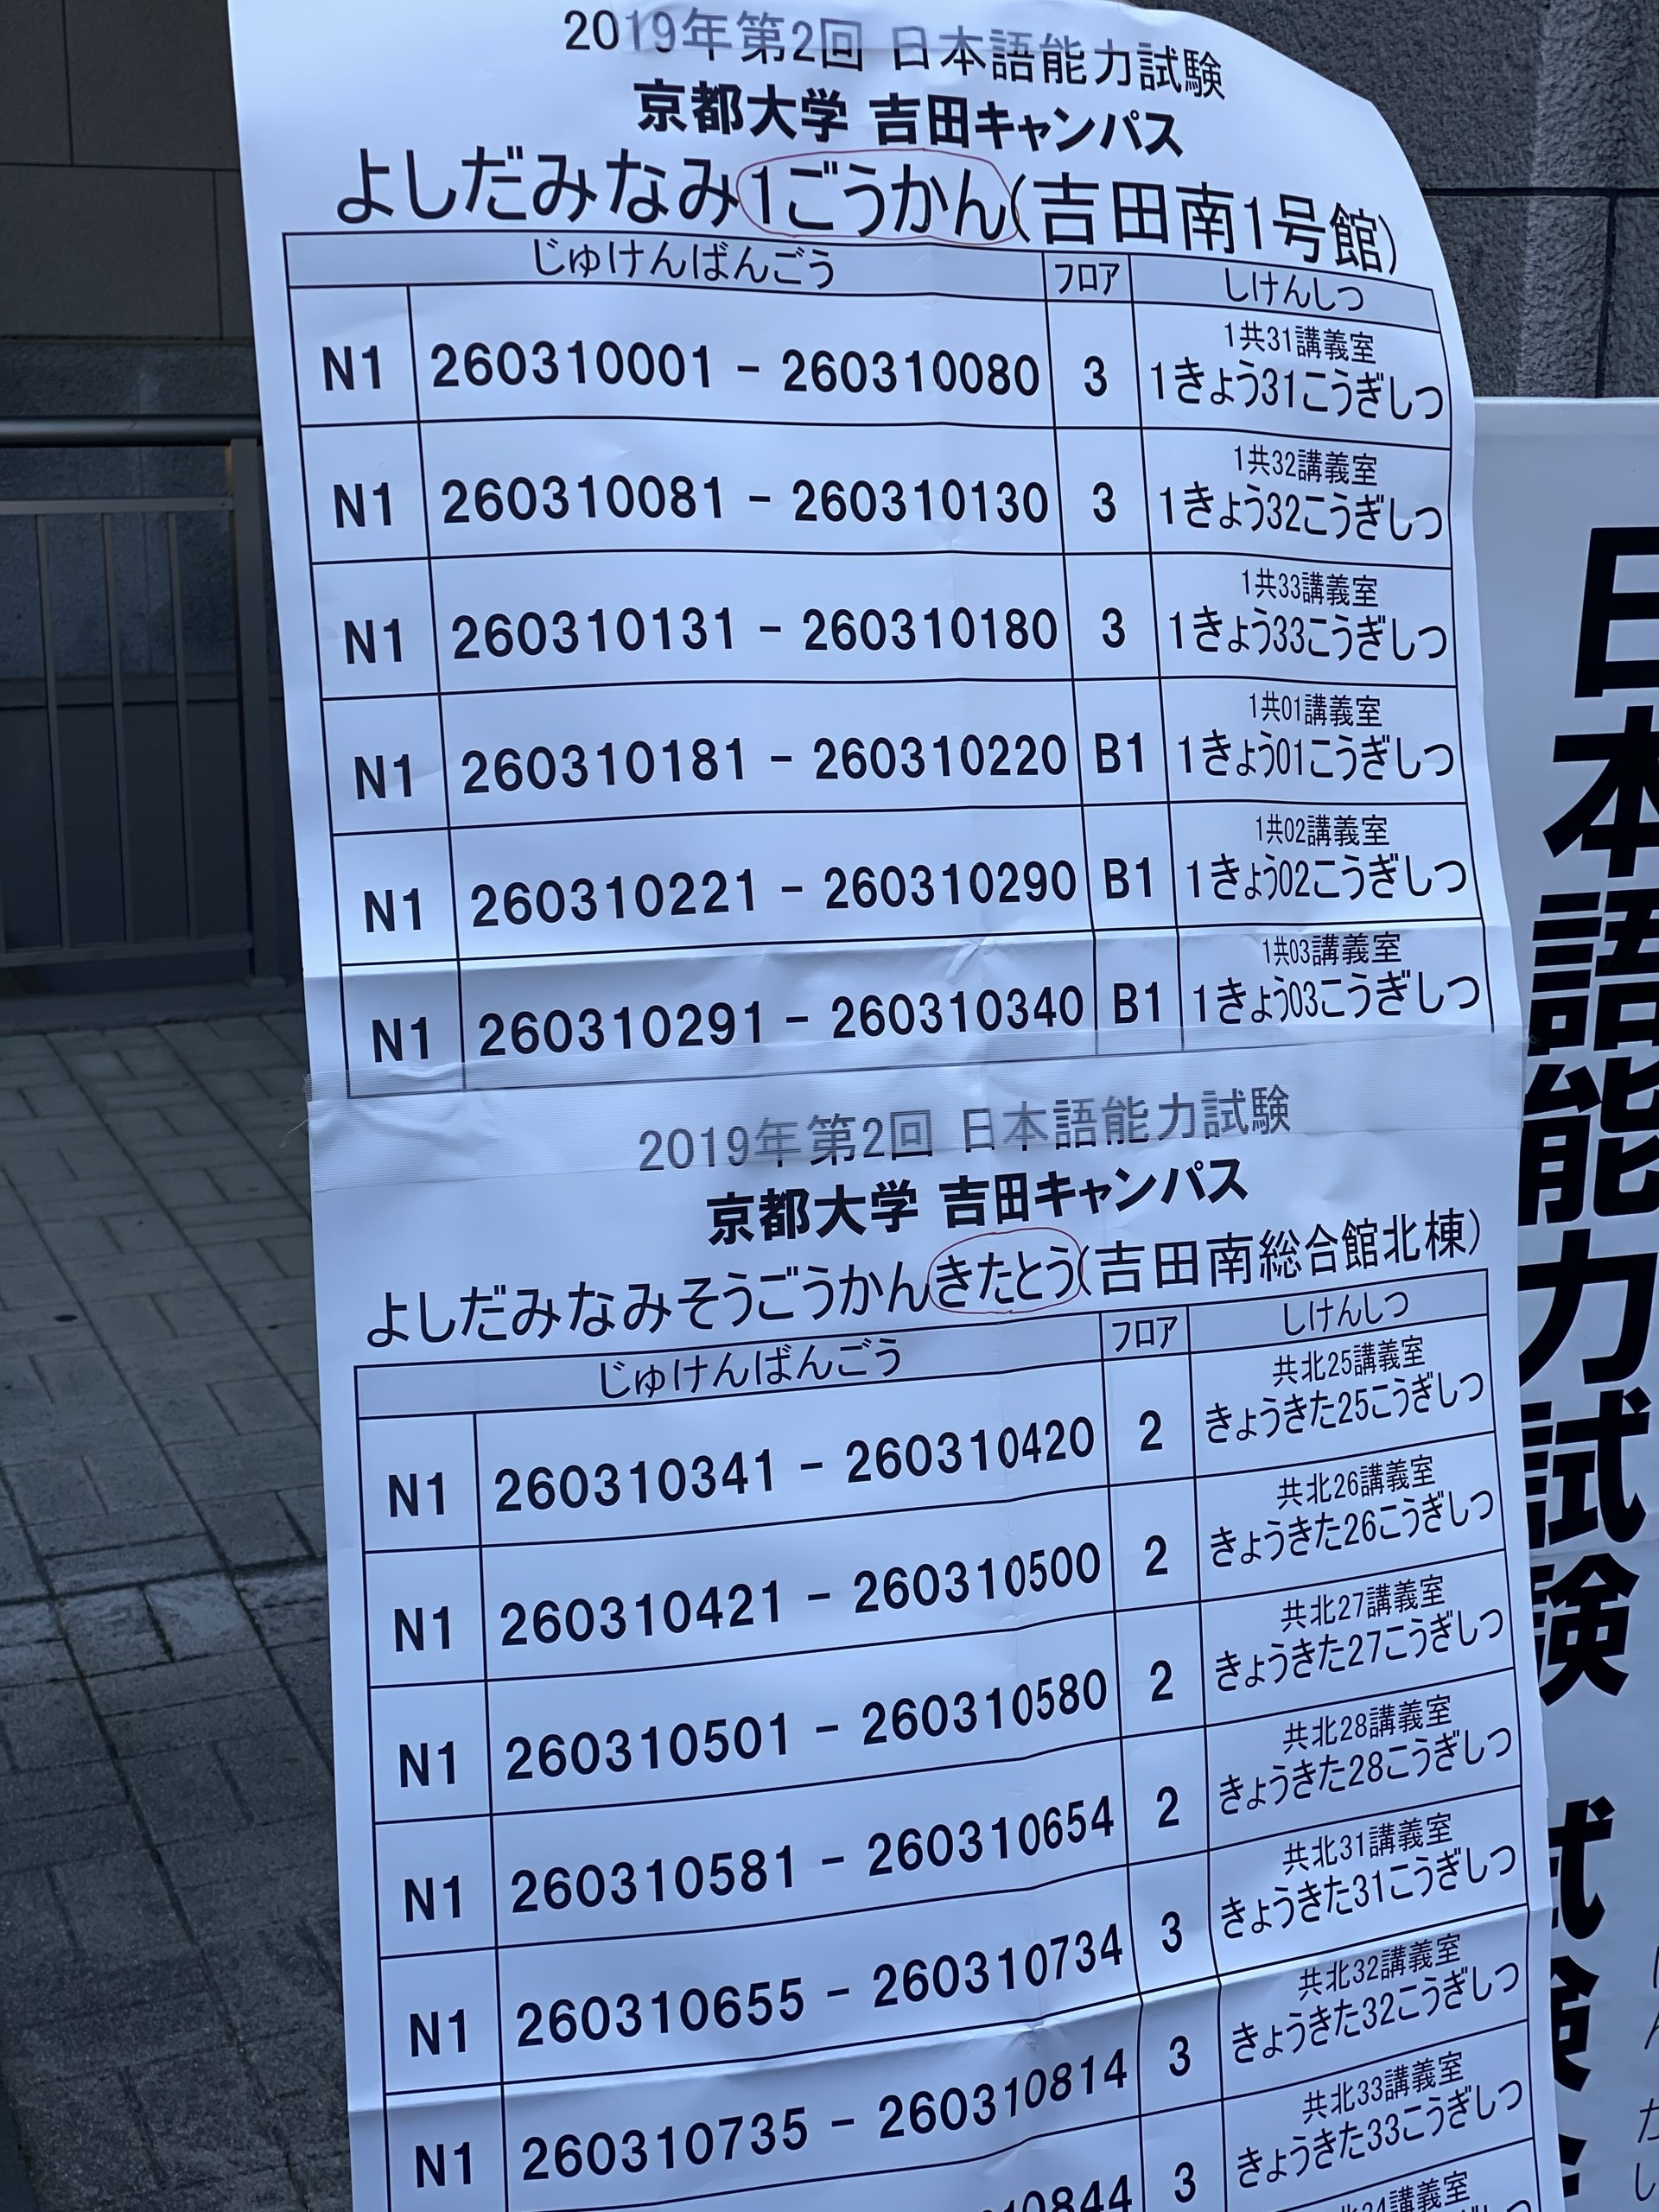 2019年第2回 日本語能力試験
京都大学 吉田キャンパス
よしだみなみ1ごうかん(吉田南1号館)
じゅけんばんごう フロア しけんしつ
1共31講義室
N1 260310001 - 260310080 3 1きょう31こうぎしつ
1共32講義室
N1 260310081 - 260310130 3 1きょう32こうぎしつ
1共33講義室
N1 260310131 - 260310180 3 1きょう33こうぎしつ
1共01講義室
N1 260310181 - 260310220 B1 1きょう01こうぎしつ
1共02講義室
N1 260310221 - 260310290 B1 1きょう02こうぎしつ
1共03講義室
N1 260310291 - 260310340 B1 1きょう03こうぎしつ
2019年第2回 日本語能力試験
京都大学 吉田キャンパス
よしだみなみそうごうかんきたとう(吉田南総合館北棟)
じゅけんばんごう フロア しけんしつ
共北25講義室
N1 260310341 - 260310420 2 きょうきた25こうぎしつ
共北26講義室
N1 260310421 - 260310500 2 きょうきた26こうぎしつ
共北27講義室
N1 260310501 - 260310580 2 きょうきた27こうぎしつ
共北28講義室
N1 260310581 - 260310654 2 きょうきた28こうぎしつ
共北31講義室
N1 260310655 - 260310734 3 きょうきた31こうぎしつ
共北32講義室
N1 260310735 - 260310814 3 きょうきた32こうぎしつ
共北33講義室
3 きょうきた33こうぎしつ
日本語能力試験